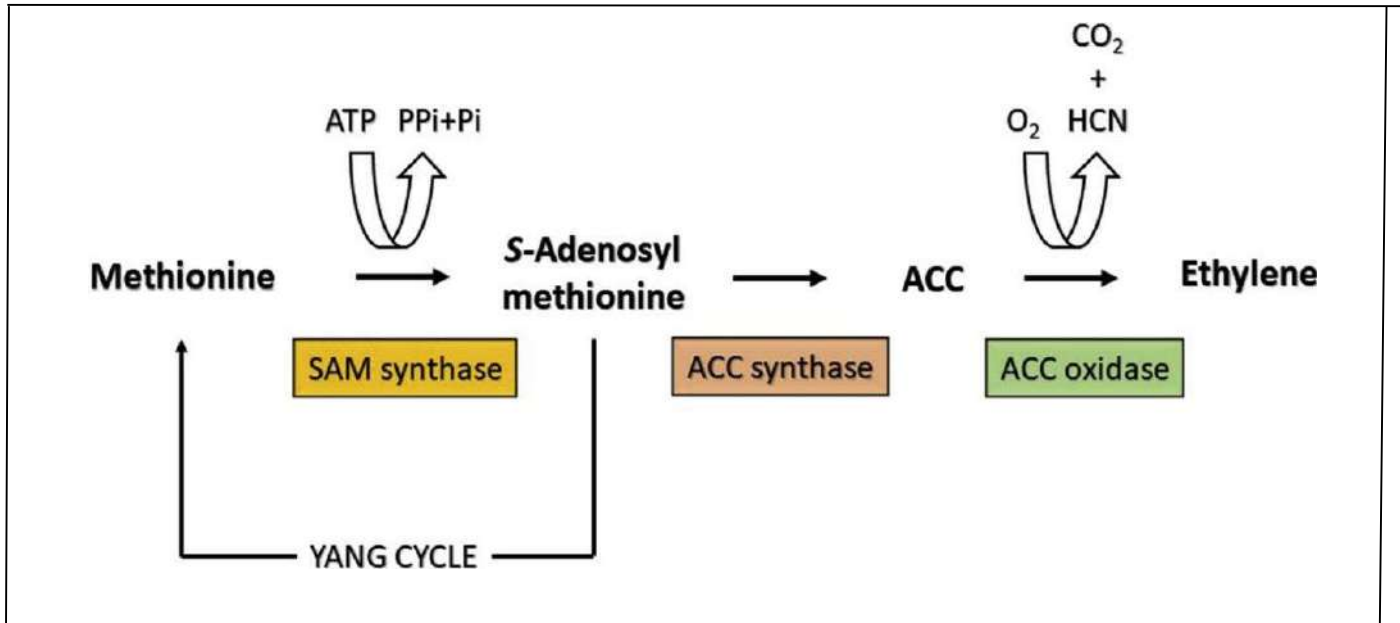 CO₂
+
ATP PPi+Pi
O₂ HCN
Methionine
S-Adenosyl
methionine
ACC
Ethylene
SAM synthase
ACC synthase
ACC oxidase
YANG CYCLE